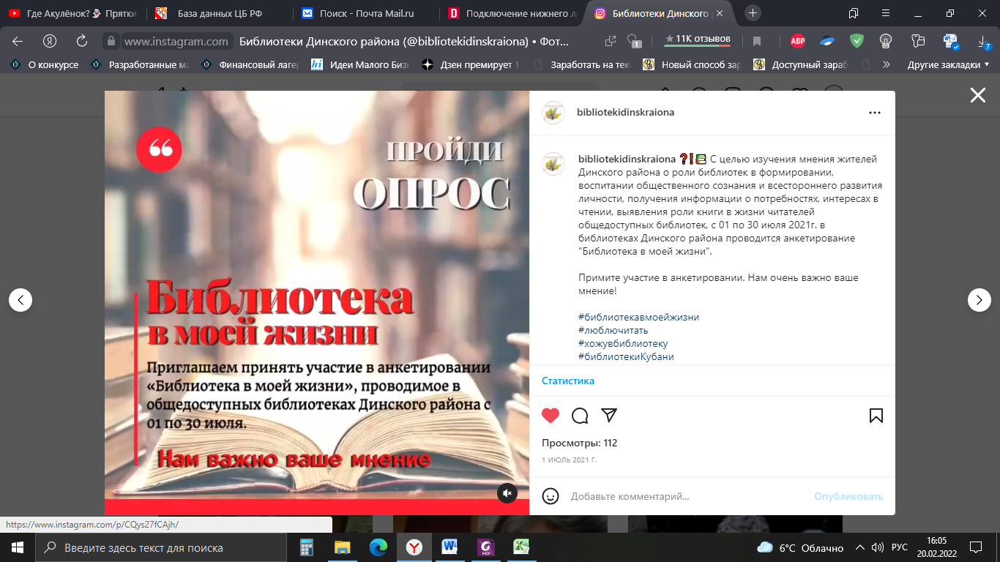 Где Акулёнок? Прятки
База данных ЦБ РФ
Поиск - Почта Mail.ru
Подключение нижнего
Библиотеки Динского
www.instagram.com
Библиотеки Динского района (@bibliotekidinskraiona) • Фот...
★ 11K отзывов
1
ABP
7
О конкурсе
Разработанные
Финансовый лагер
hi Идеи Малого Бизн
Дзен премирует
Заработать на тек
Новый способ зар
Доступный зараб
»
Другие закладки
ПРОЙДИ
ОПРОС
Библиотека
в моей жизни
Приглашаем принять участие в анкетировании
«Библиотека в моей жизни», проводимое в
общедоступных библиотеках Динского района с
01 по 30 июля.
Нам важно ваше мнение
bibliotekidinskraiona
bibliotekidinskraiona ❓❗📚 С целью изучения мнения жителей
Динского района о роли библиотек в формировании,
воспитании общественного сознания и всестороннего развития
личности, получения информации о потребностях, интересах в
чтении, выявления роли книги в жизни читателей
общедоступных библиотек, с 01 по 30 июля 2021г. в
библиотеках Динского района проводится анкетирование
"Библиотека в моей жизни".
Примите участие в анкетировании. Нам очень важно ваше
мнение!
#библиотекавмоейжизни
#люблючитать
#хожувбиблиотеку
#библиотекиКубани
Статистика
Просмотры: 112
1 ИЮЛЬ 2021 Г.
Добавьте комментарий...
Опубликовать
https://www.instagram.com/p/CQys27fCAjh/
Введите здесь текст для поиска
6°C Облачно
РУС
16:05
20.02.2022